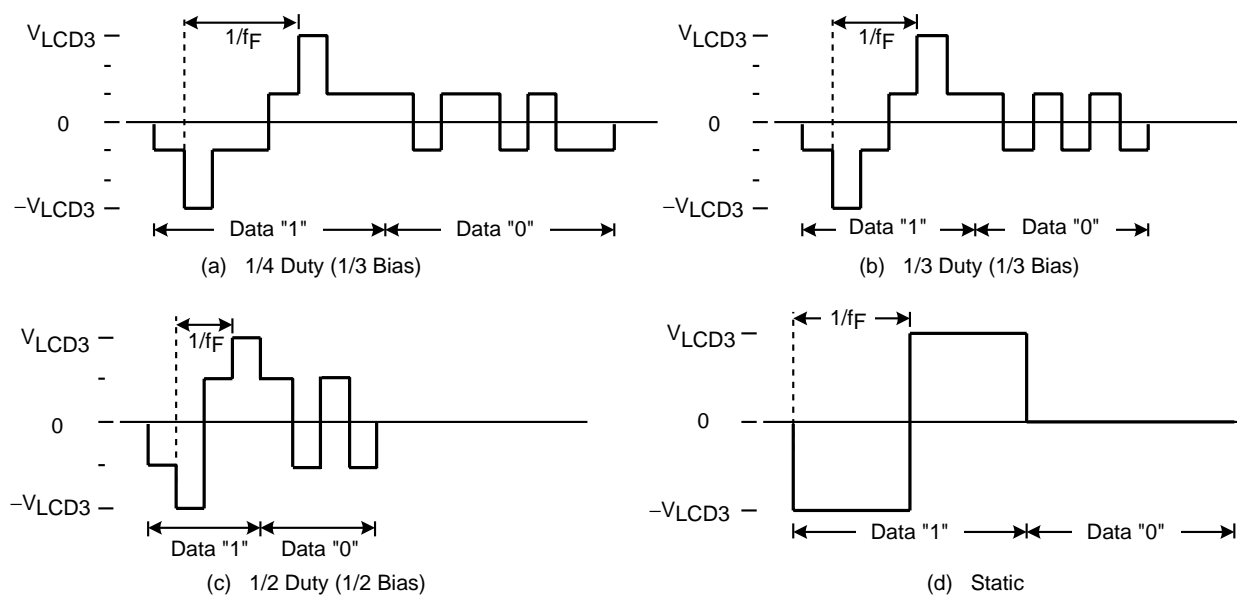 VLCD3
1/fF
0
−VLCD3
Data "1"
Data "0"
(a) 1/4 Duty (1/3 Bias)
VLCD3
1/fF
0
−VLCD3
Data "1"
Data "0"
(b) 1/3 Duty (1/3 Bias)
VLCD3
1/fF
0
−VLCD3
Data "1"
Data "0"
(c) 1/2 Duty (1/2 Bias)
VLCD3
1/fF
0
−VLCD3
Data "1"
Data "0"
(d) Static